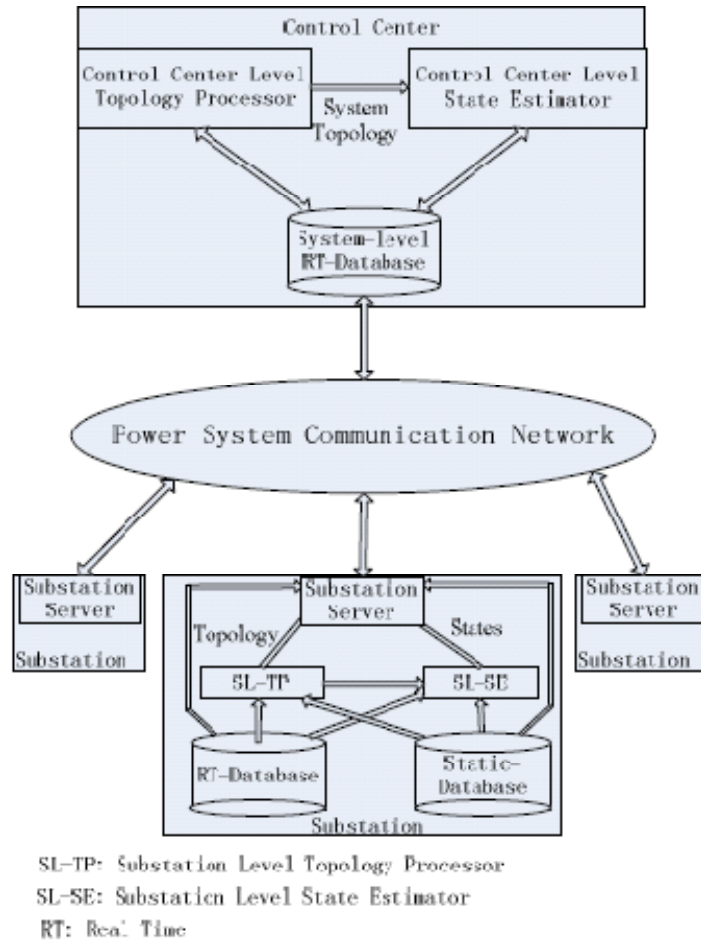 Control Center
Control Center Level
Topology Processor
Control Center Level
State Estimator
System
Topology
System-level
RT-Database
Power System Communication Network
Substation
Server
Substation
Substation
Server
Topology
States
SL-TP
SL-SE
RT-Database
Static-
Database
Substation
Substation
Server
Substation
SL-TP: Substation Level Topology Processor
SL-SE: Substation Level State Estimator
RT: Real Time